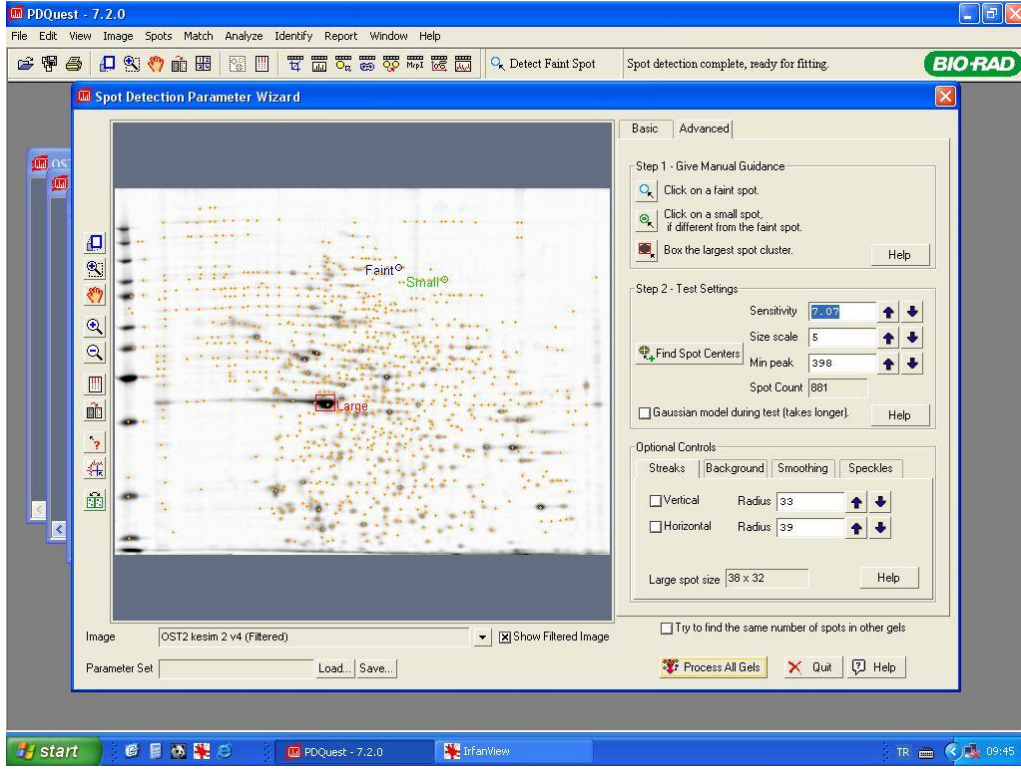 PDQuest - 7.2.0
File Edit View Image Spots Match Analyze Identify Report Window Help
MrpI
Detect Faint Spot
Spot detection complete, ready for fitting.
BIO-RAD
Spot Detection Parameter Wizard
OS
Basic Advanced
Step 1 - Give Manual Guidance
Click on a faint spot.
Click on a small spot,
if different from the faint spot.
Box the largest spot cluster.
Help
Faint
Small
Large
Step 2 - Test Settings
Sensitivity 7.07
Size scale 5
Find Spot Centers
Min peak 398
Spot Count 881
Gaussian model during test (takes longer).
Help
Optional Controls
Streaks Background Smoothing Speckles
Vertical Radius 33
Horizontal Radius 39
Large spot size 38 x 32
Help
Image OST2 kesim 2 v4 (Filtered)
Show Filtered Image
Try to find the same number of spots in other gels
Parameter Set Load... Save...
Process All Gels Quit Help
start
PDQuest - 7.2.0
IrfanView
TR 09:45